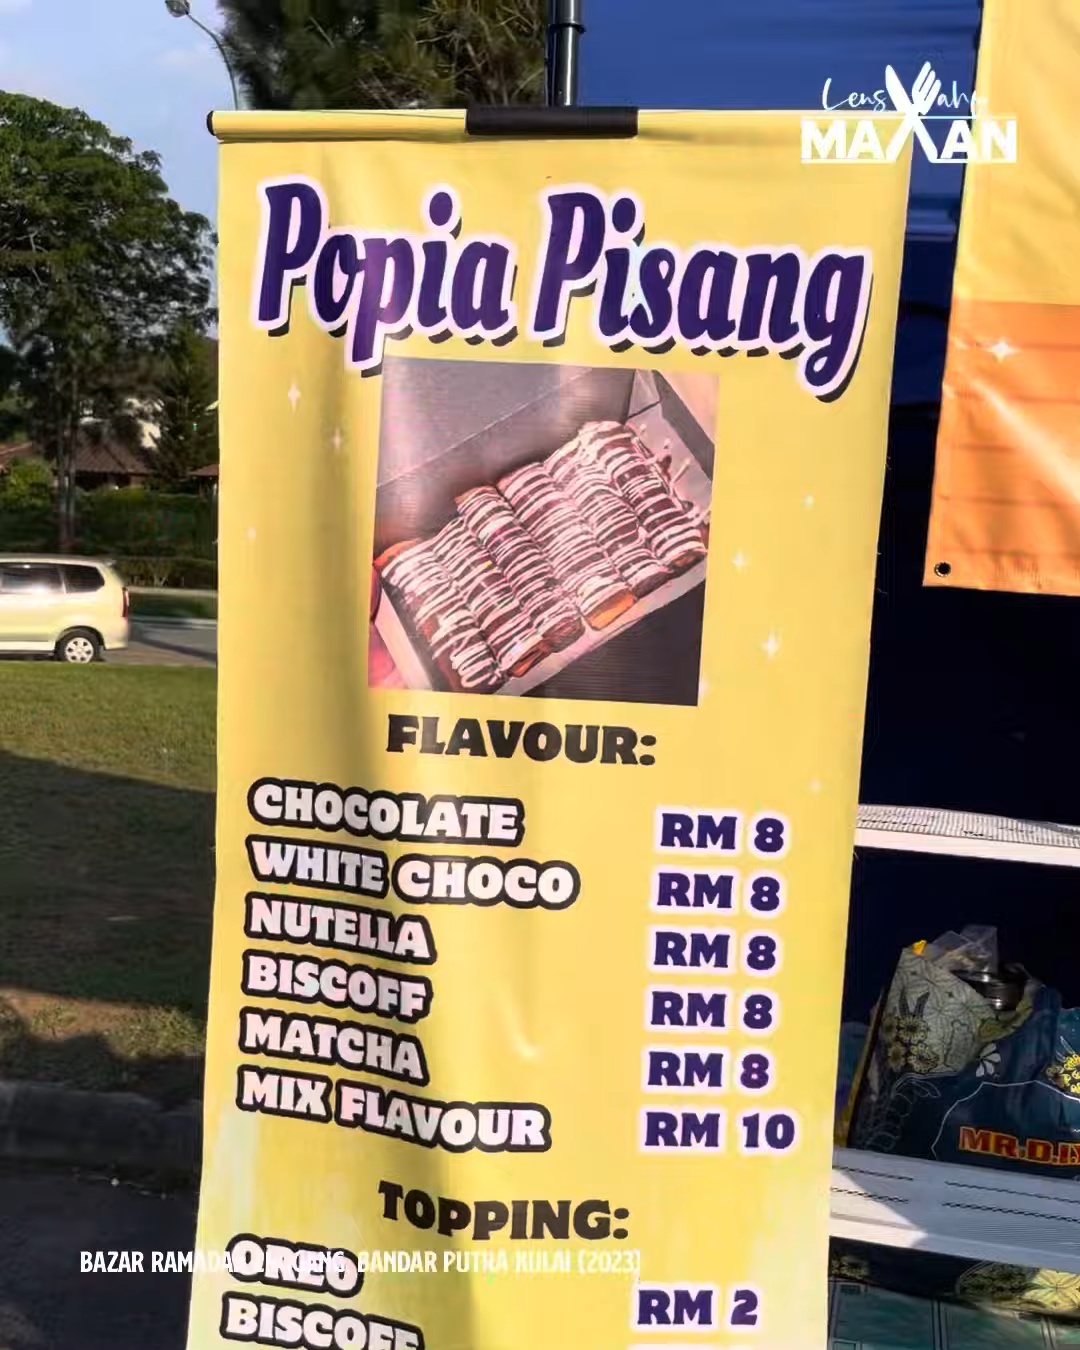 Lens
MAKAN
Popia Pisang
FLAVOUR:
CHOCOLATE RM 8
WHITE CHOCO RM 8
NUTELLA RM 8
BISCOFF RM 8
MATCHA RM 8
MIX FLAVOUR RM 10
MR.D.I.Y
TOPPING:
OREO RM 2
BAZAR RAMADAN BANDAR PUTRA KULAI (2023)
BISCOFF